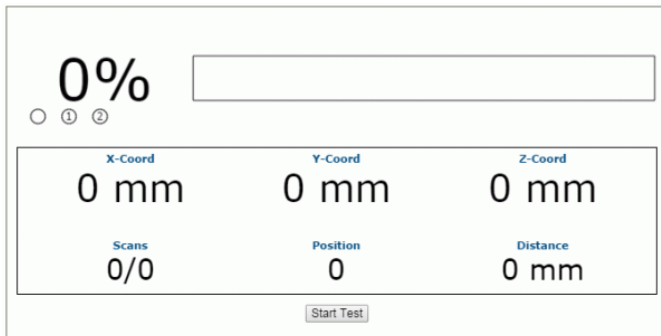 0%
1 2
X-Coord Y-Coord Z-Coord
0 mm 0 mm 0 mm
Scans Position Distance
0/0 0 0 mm
Start Test